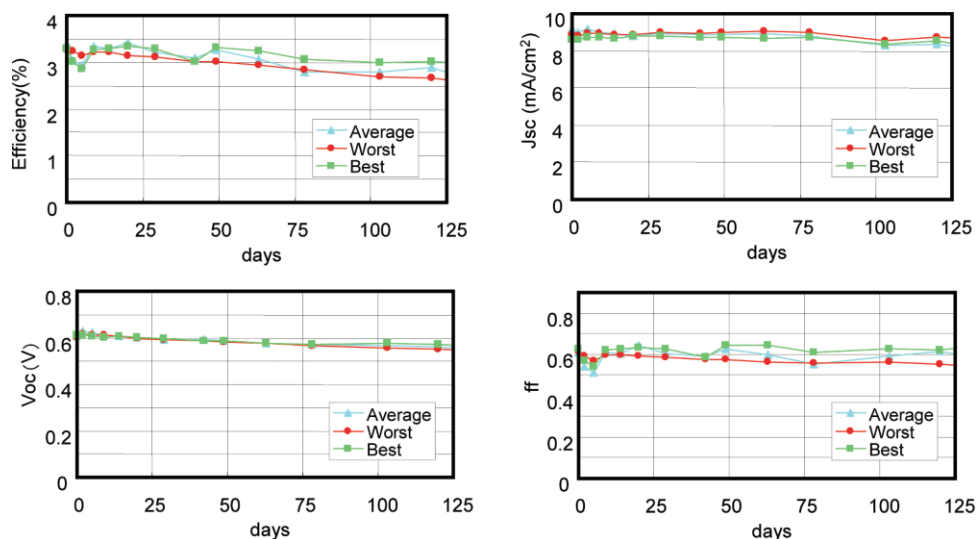 Efficiency(%)
4
3
2
1
0
Average
Worst
Best
0 25 50 75 100 125
days
Jsc (mA/cm²)
10
8
6
4
2
0
Average
Worst
Best
0 25 50 75 100 125
days
Voc (V)
0.8
0.6
0.4
0.2
0
Average
Worst
Best
0 25 50 75 100 125
days
ff
0.8
0.6
0.4
0.2
0
Average
Worst
Best
0 25 50 75 100 125
days